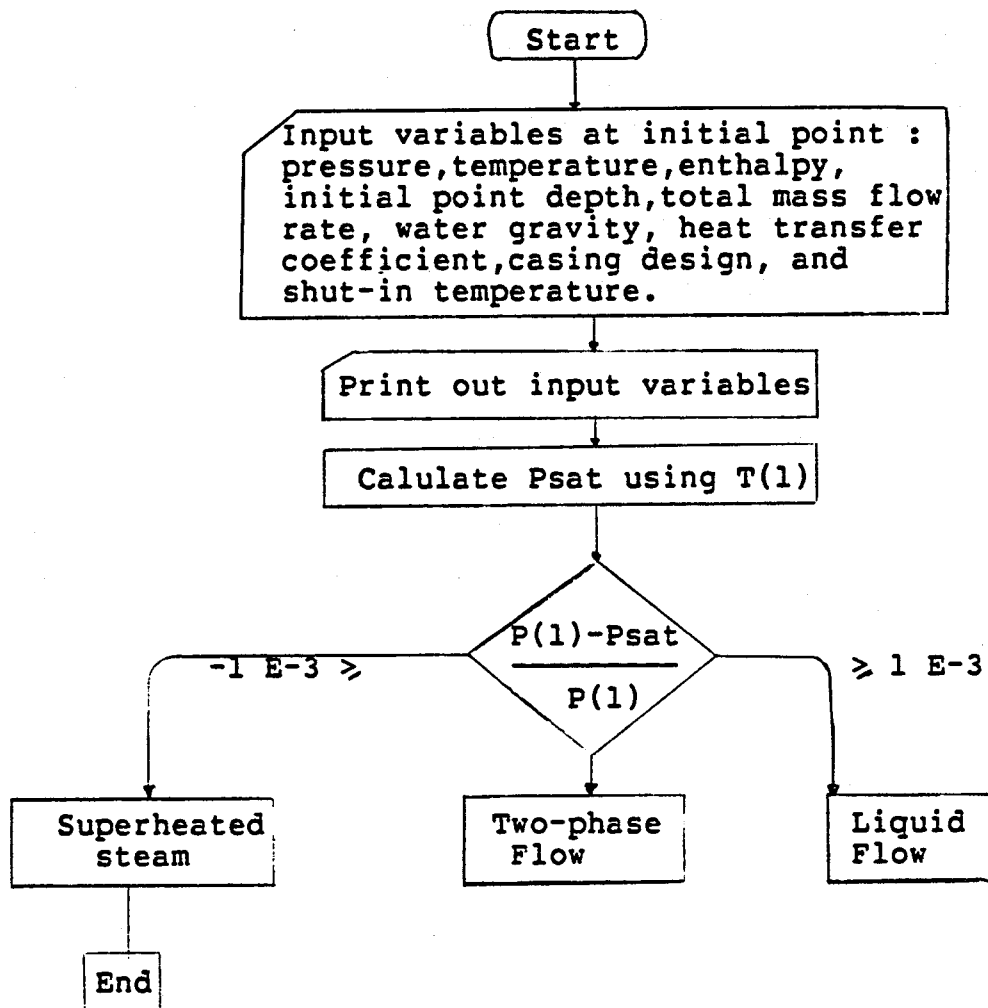 Start
Input variables at initial point :
pressure,temperature,enthalpy,
initial point depth,total mass flow
rate, water gravity, heat transfer
coefficient,casing design, and
shut-in temperature.
Print out input variables
Calulate Psat using T(1)
P(1)-Psat
P(1)
-1 E-3 ⩾
⩾ 1 E-3
Superheated
steam
Two-phase
Flow
Liquid
Flow
End